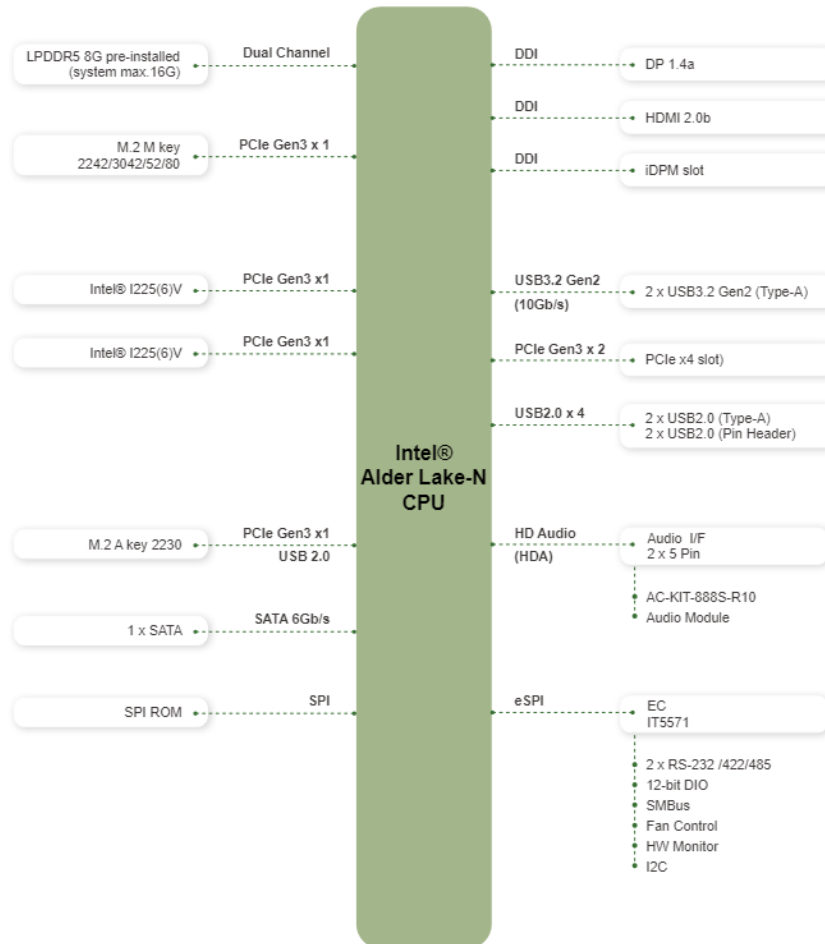 LPDDR5 8G pre-installed
(system max.16G)
Dual Channel
M.2 M key
2242/3042/52/80
PCIe Gen3 x 1
Intel® I225(6)V
PCIe Gen3 x1
Intel® I225(6)V
PCIe Gen3 x1
M.2 A key 2230
PCIe Gen3 x1
USB 2.0
1 x SATA
SATA 6Gb/s
SPI ROM
SPI
Intel®
Alder Lake-N
CPU
DDI
DP 1.4a
DDI
HDMI 2.0b
DDI
iDPM slot
USB3.2 Gen2
(10Gb/s)
2 x USB3.2 Gen2 (Type-A)
PCIe Gen3 x 2
PCIe x4 slot)
USB2.0 x 4
2 x USB2.0 (Type-A)
2 x USB2.0 (Pin Header)
HD Audio
(HDA)
Audio I/F
2 x 5 Pin
AC-KIT-888S-R10
Audio Module
eSPI
EC
IT5571
2 x RS-232 /422/485
12-bit DIO
SMBus
Fan Control
HW Monitor
I2C